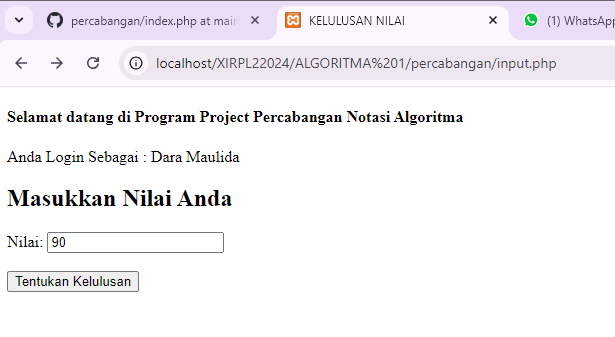 percabangan/index.php at main
KELULUSAN NILAI
(1) WhatsApp
localhost/XIRPL22024/ALGORITMA%201/percabangan/input.php
Selamat datang di Program Project Percabangan Notasi Algoritma
Anda Login Sebagai : Dara Maulida
Masukkan Nilai Anda
Nilai: 90
Tentukan Kelulusan